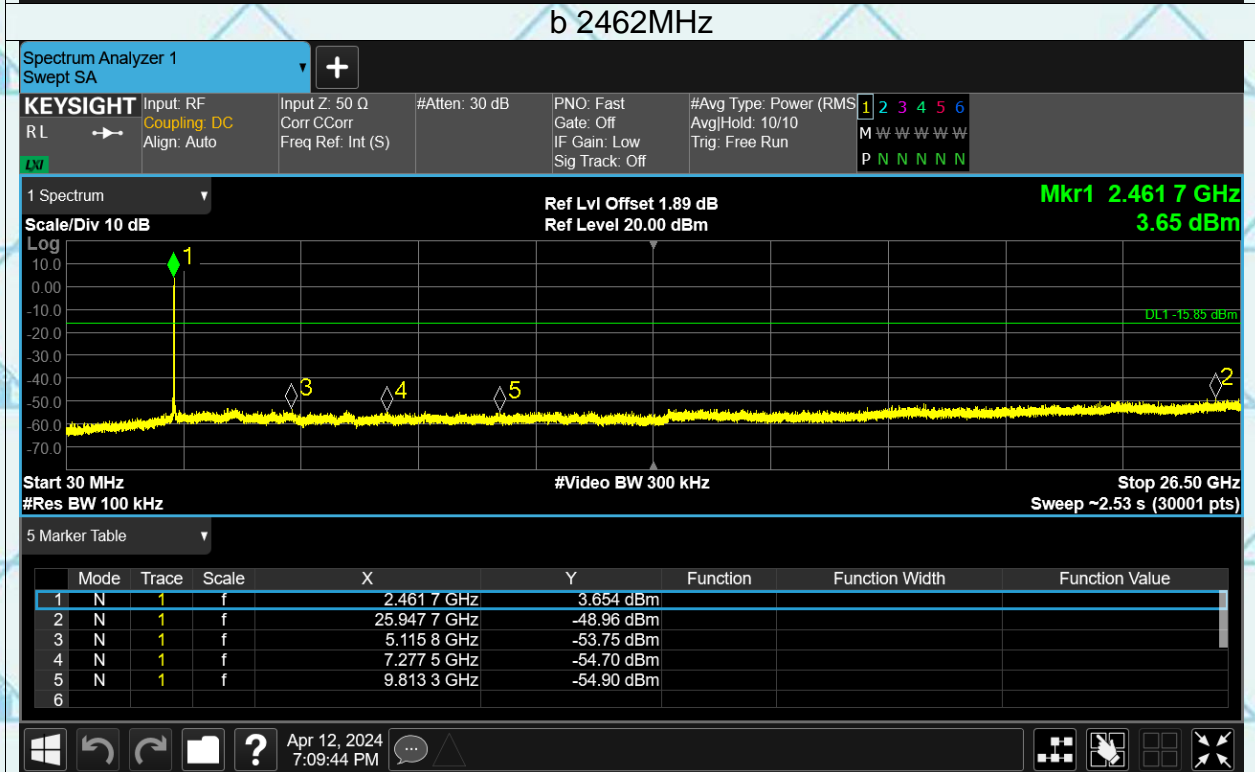 b 2462MHz
Spectrum Analyzer 1
Swept SA
KEYSIGHT
R L
LXI
Input: RF
Coupling: DC
Align: Auto
Input Z: 50 Ω
Corr CCorr
Freq Ref: Int (S)
#Atten: 30 dB
PNO: Fast
Gate: Off
IF Gain: Low
Sig Track: Off
#Avg Type: Power (RMS
Avg|Hold: 10/10
Trig: Free Run
1 2 3 4 5 6
M W W W W W
P N N N N N
1 Spectrum
Scale/Div 10 dB
Ref Lvl Offset 1.89 dB
Ref Level 20.00 dBm
Mkr1 2.461 7 GHz
3.65 dBm
Log
10.0
0.00
-10.0
-20.0
-30.0
-40.0
-50.0
-60.0
-70.0
1
DL1 -15.85 dBm
3
4
5
2
Start 30 MHz
#Video BW 300 kHz
Stop 26.50 GHz
#Res BW 100 kHz
Sweep ~2.53 s (30001 pts)
5 Marker Table
Mode Trace Scale X Y Function Function Width Function Value
1 N 1 f 2.461 7 GHz 3.654 dBm
2 N 1 f 25.947 7 GHz -48.96 dBm
3 N 1 f 5.115 8 GHz -53.75 dBm
4 N 1 f 7.277 5 GHz -54.70 dBm
5 N 1 f 9.813 3 GHz -54.90 dBm
6
?
Apr 12, 2024
7:09:44 PM